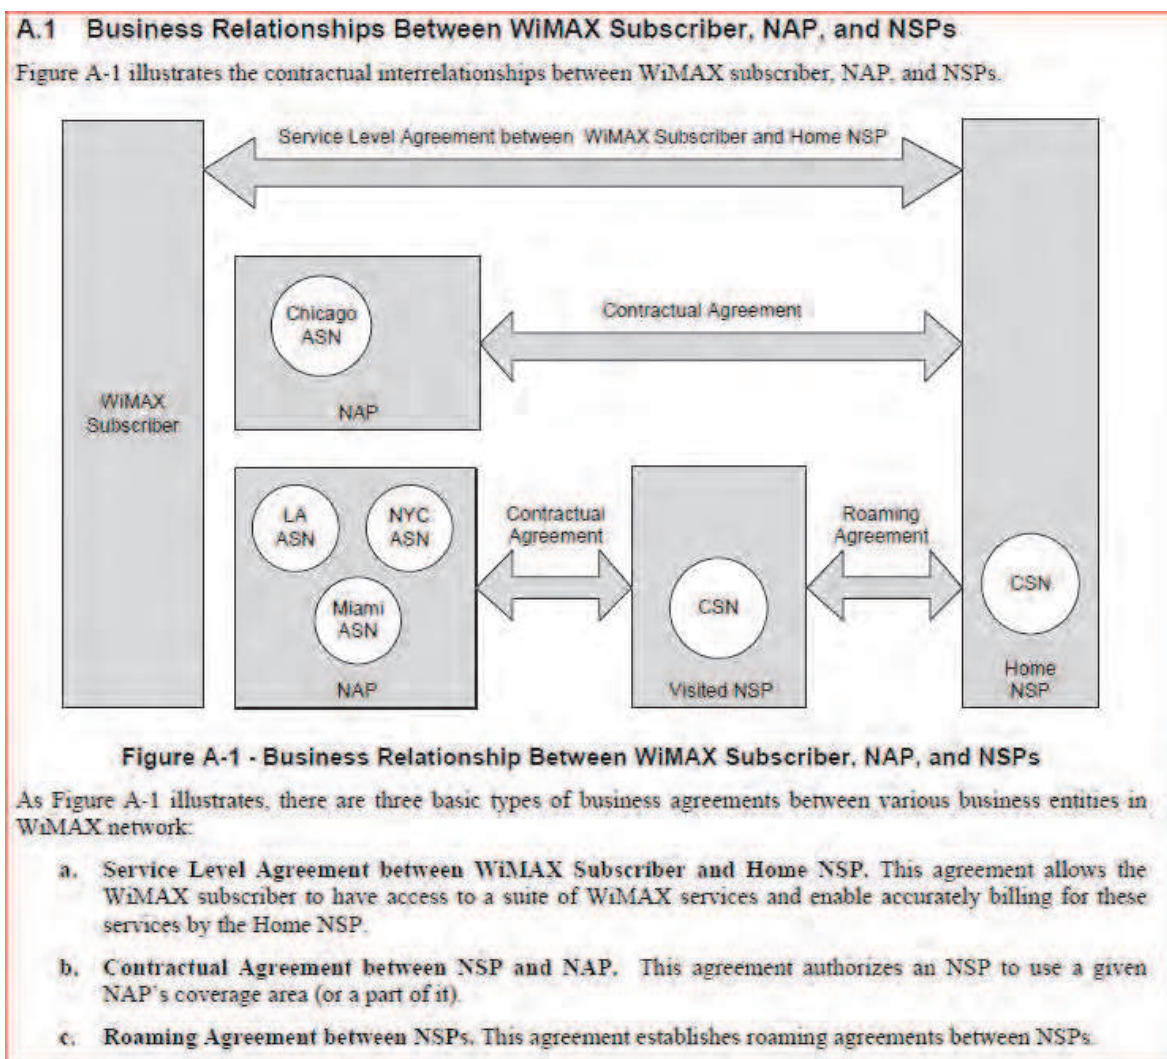 A.1 Business Relationships Between WiMAX Subscriber, NAP, and NSPs
Figure A-1 illustrates the contractual interrelationships between WiMAX subscriber, NAP, and NSPs.
Service Level Agreement between WiMAX Subscriber and Home NSP
Chicago
ASN
NAP
Contractual Agreement
WiMAX
Subscriber
LA
ASN
NYC
ASN
Miami
ASN
NAP
Contractual
Agreement
CSN
Visited NSP
Roaming
Agreement
CSN
Home
NSP
Figure A-1 - Business Relationship Between WiMAX Subscriber, NAP, and NSPs
As Figure A-1 illustrates, there are three basic types of business agreements between various business entities in
WiMAX network:
a. Service Level Agreement between WiMAX Subscriber and Home NSP. This agreement allows the
WiMAX subscriber to have access to a suite of WiMAX services and enable accurately billing for these
services by the Home NSP.
b. Contractual Agreement between NSP and NAP. This agreement authorizes an NSP to use a given
NAP's coverage area (or a part of it).
c. Roaming Agreement between NSPs. This agreement establishes roaming agreements between NSPs.